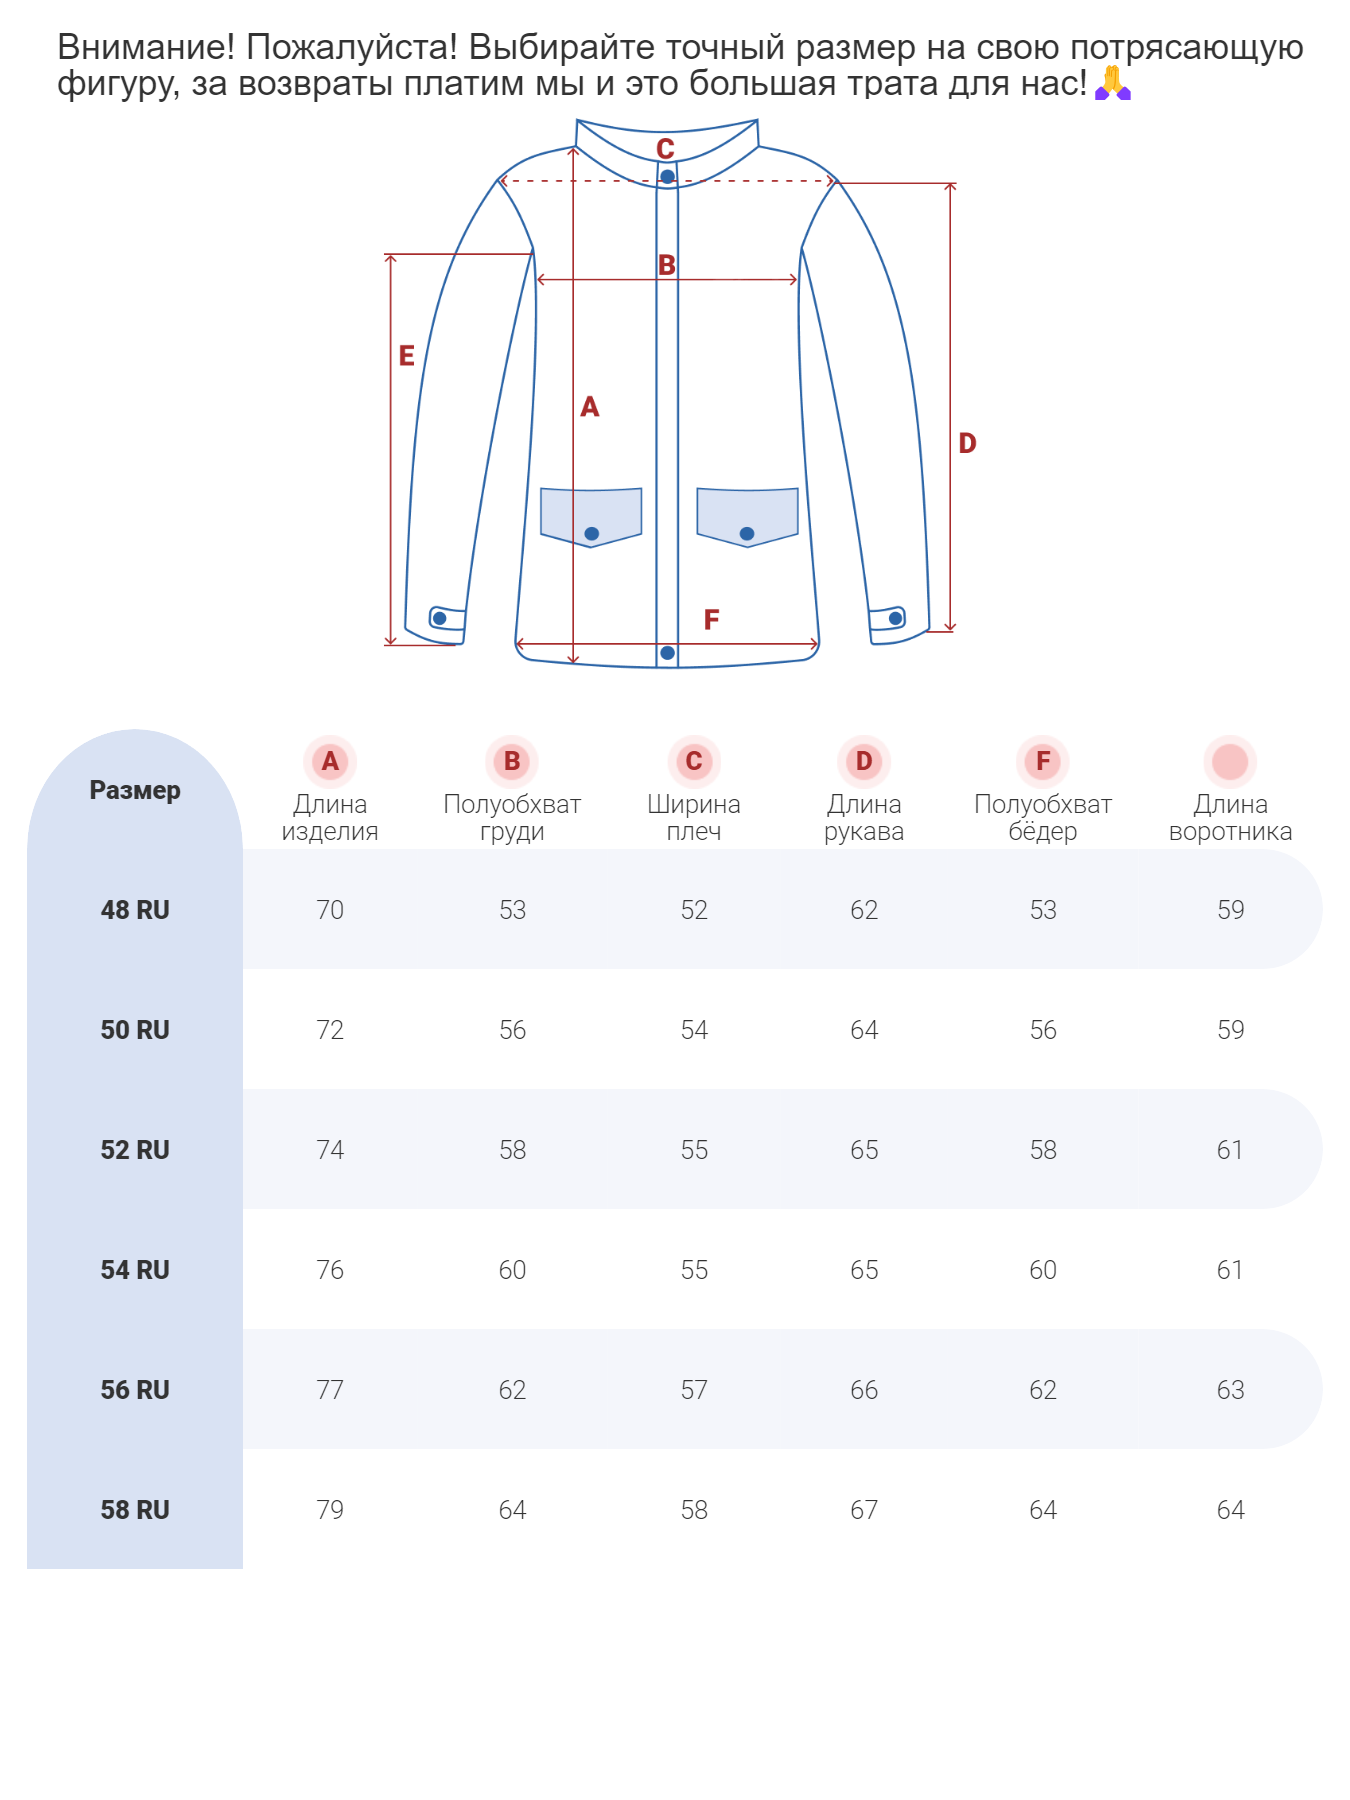 Внимание! Пожалуйста! Выбирайте точный размер на свою потрясающую
фигуру, за возвраты платим мы и это большая трата для нас!🙏
C
B
E
A
D
F
Размер
A B C D F
Длина Полуобхват Ширина Длина Полуобхват Длина
изделия груди плеч рукава бёдер воротника
48 RU 70 53 52 62 53 59
50 RU 72 56 54 64 56 59
52 RU 74 58 55 65 58 61
54 RU 76 60 55 65 60 61
56 RU 77 62 57 66 62 63
58 RU 79 64 58 67 64 64